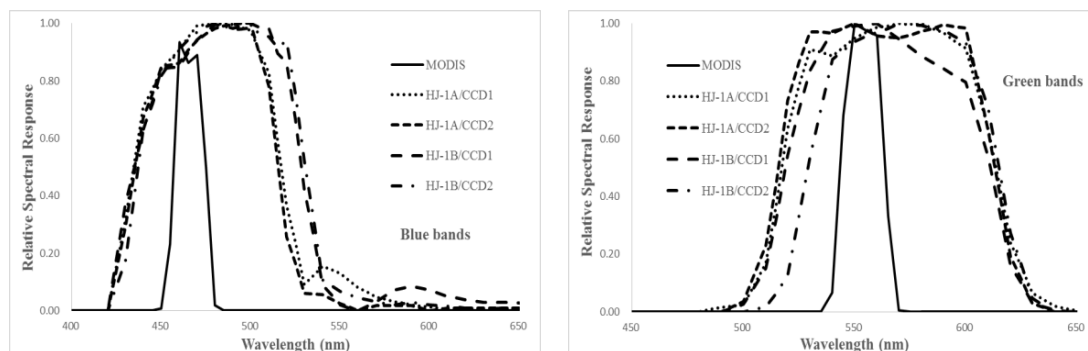 Relative Spectral Response
1.00
0.80
0.60
0.40
0.20
0.00
MODIS
HJ-1A/CCD1
HJ-1A/CCD2
HJ-1B/CCD1
HJ-1B/CCD2
Blue bands
400 450 500 550 600 650
Wavelength (nm)
Relative Spectral Response
1.00
0.80
0.60
0.40
0.20
0.00
Green bands
MODIS
HJ-1A/CCD1
HJ-1A/CCD2
HJ-1B/CCD1
HJ-1B/CCD2
450 500 550 600 650
Wavelength (nm)